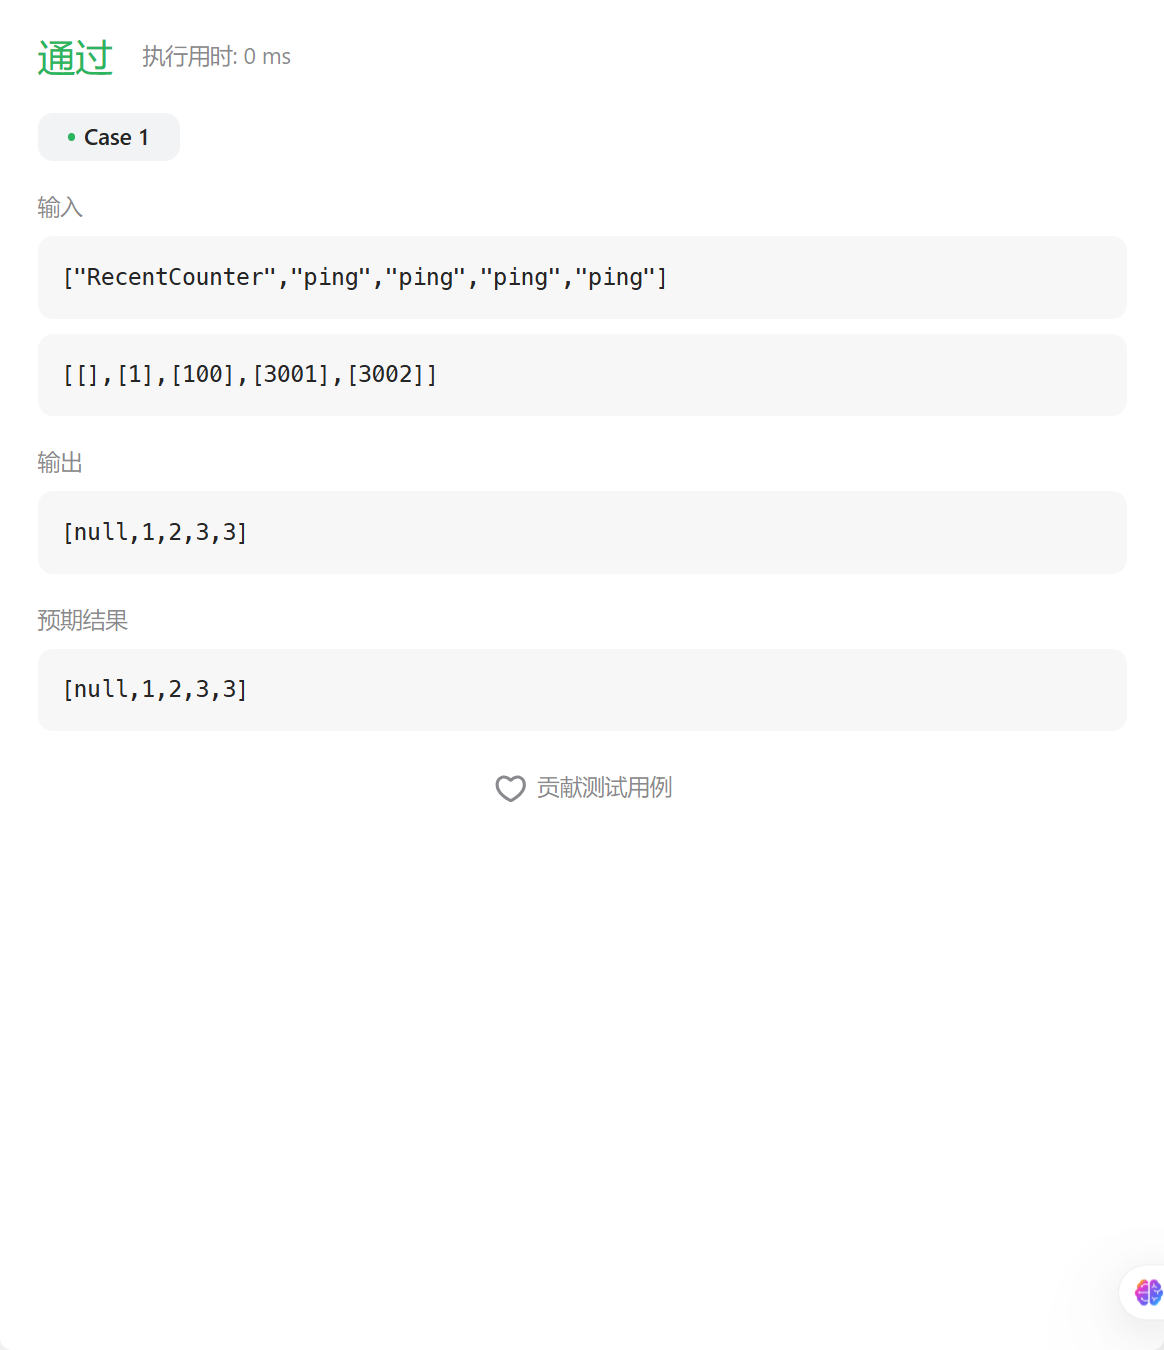 通过 执行用时: 0 ms
Case 1
输入
["RecentCounter","ping","ping","ping","ping"]
[[],[1],[100],[3001],[3002]]
输出
[null,1,2,3,3]
预期结果
[null,1,2,3,3]
贡献测试用例